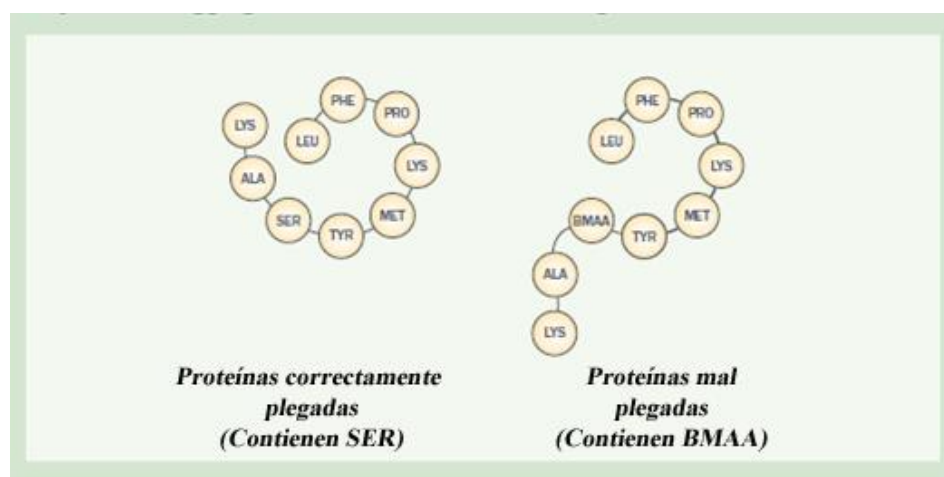 PHE
PRO
LYS
LEU
LYS
ALA
SER
TYR
MET
Proteínas correctamente
plegadas
(Contienen SER)
PHE
PRO
LEU
LYS
MET
TYR
BMAA
ALA
LYS
Proteínas mal
plegadas
(Contienen BMAA)